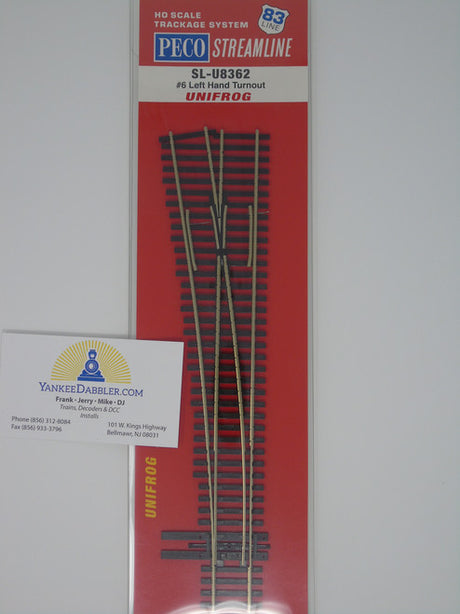 HO SCALE
TRACKAGE SYSTEM
83
LINE
PECO STREAMLINE
SL-U8362
#6 Left Hand Turnout
UNIFROG
YANKEEDABBLER.COM
Frank • Jerry • Mike • DJ
Trains, Decoders & DCC
Installs
Phone (856) 312-8084
Fax (856) 933-3796
101 W. Kings Highway
Bellmawr, NJ 08031
UNIFROG